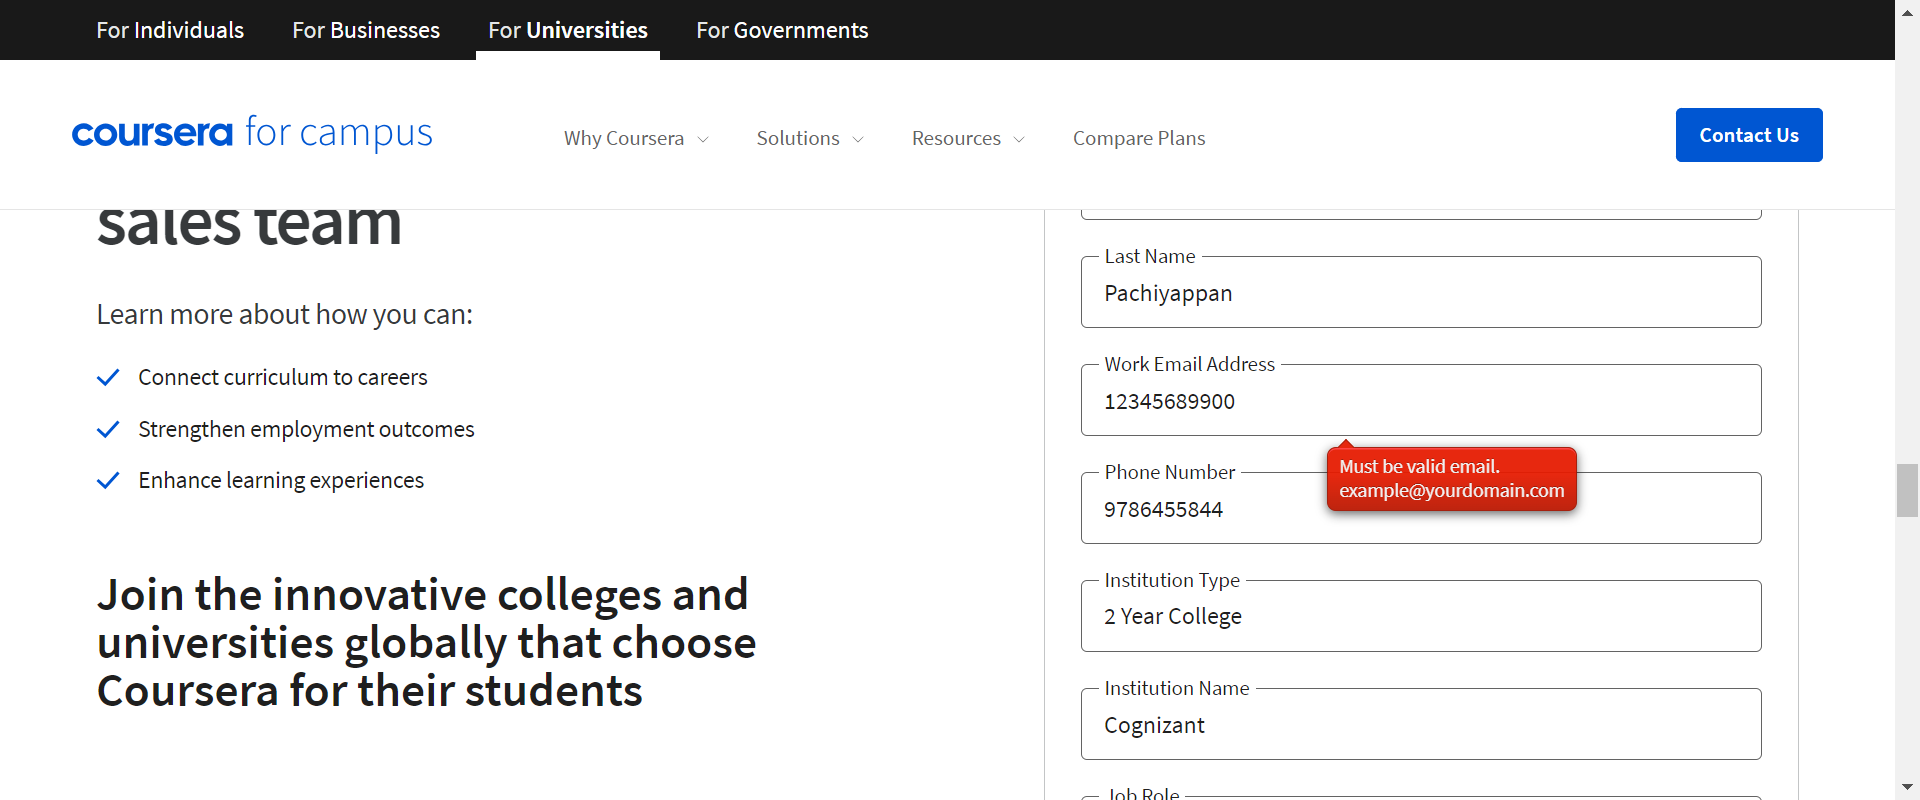 For Individuals
For Businesses
For Universities
For Governments
coursera for campus
Why Coursera
Solutions
Resources
Compare Plans
Contact Us
sales team
Learn more about how you can:
Connect curriculum to careers
Strengthen employment outcomes
Enhance learning experiences
Join the innovative colleges and
universities globally that choose
Coursera for their students
Last Name
Pachiyappan
Work Email Address
12345689900
Must be valid email.
example@yourdomain.com
Phone Number
9786455844
Institution Type
2 Year College
Institution Name
Cognizant
Job Role